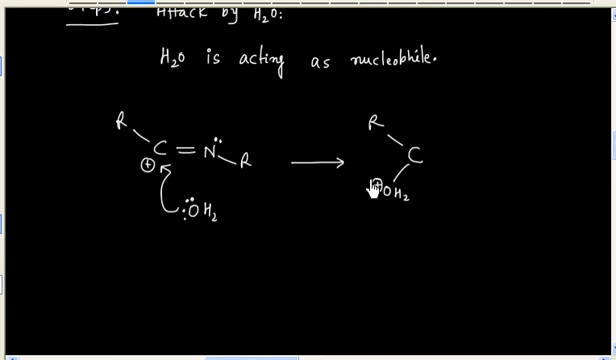 Attack by H2O:
H2O is acting as nucleophile.
R R
C = N C
⊕ R
⊕ OH2
:OH2